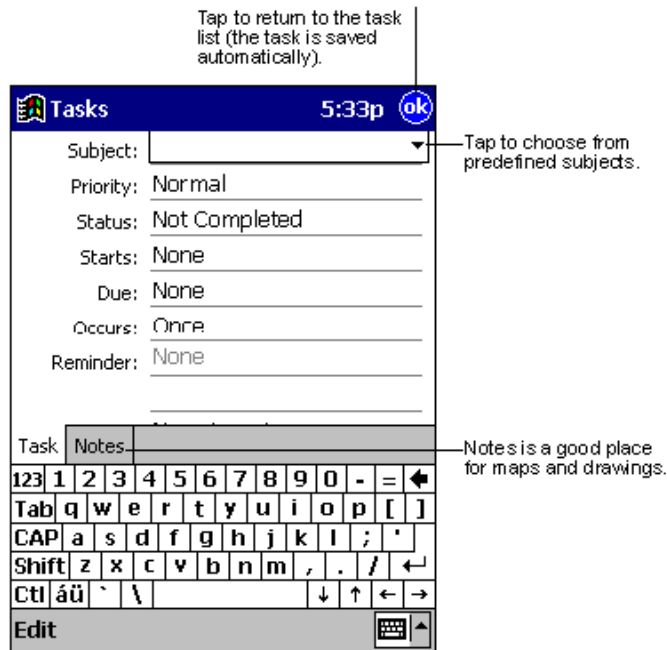 Tap to return to the task
list (the task is saved
automatically).
Tasks 5:33p ok
Subject:
Tap to choose from
predefined subjects.
Priority: Normal
Status: Not Completed
Starts: None
Due: None
Occurs: Once
Reminder: None
Task Notes
Notes is a good place
for maps and drawings.
123 1 2 3 4 5 6 7 8 9 0 - =
Tab q w e r t y u i o p [ ]
CAP a s d f g h j k l ; '
Shift z x c v b n m , . /
Ctl áü ` \ ↓ ↑ ← →
Edit